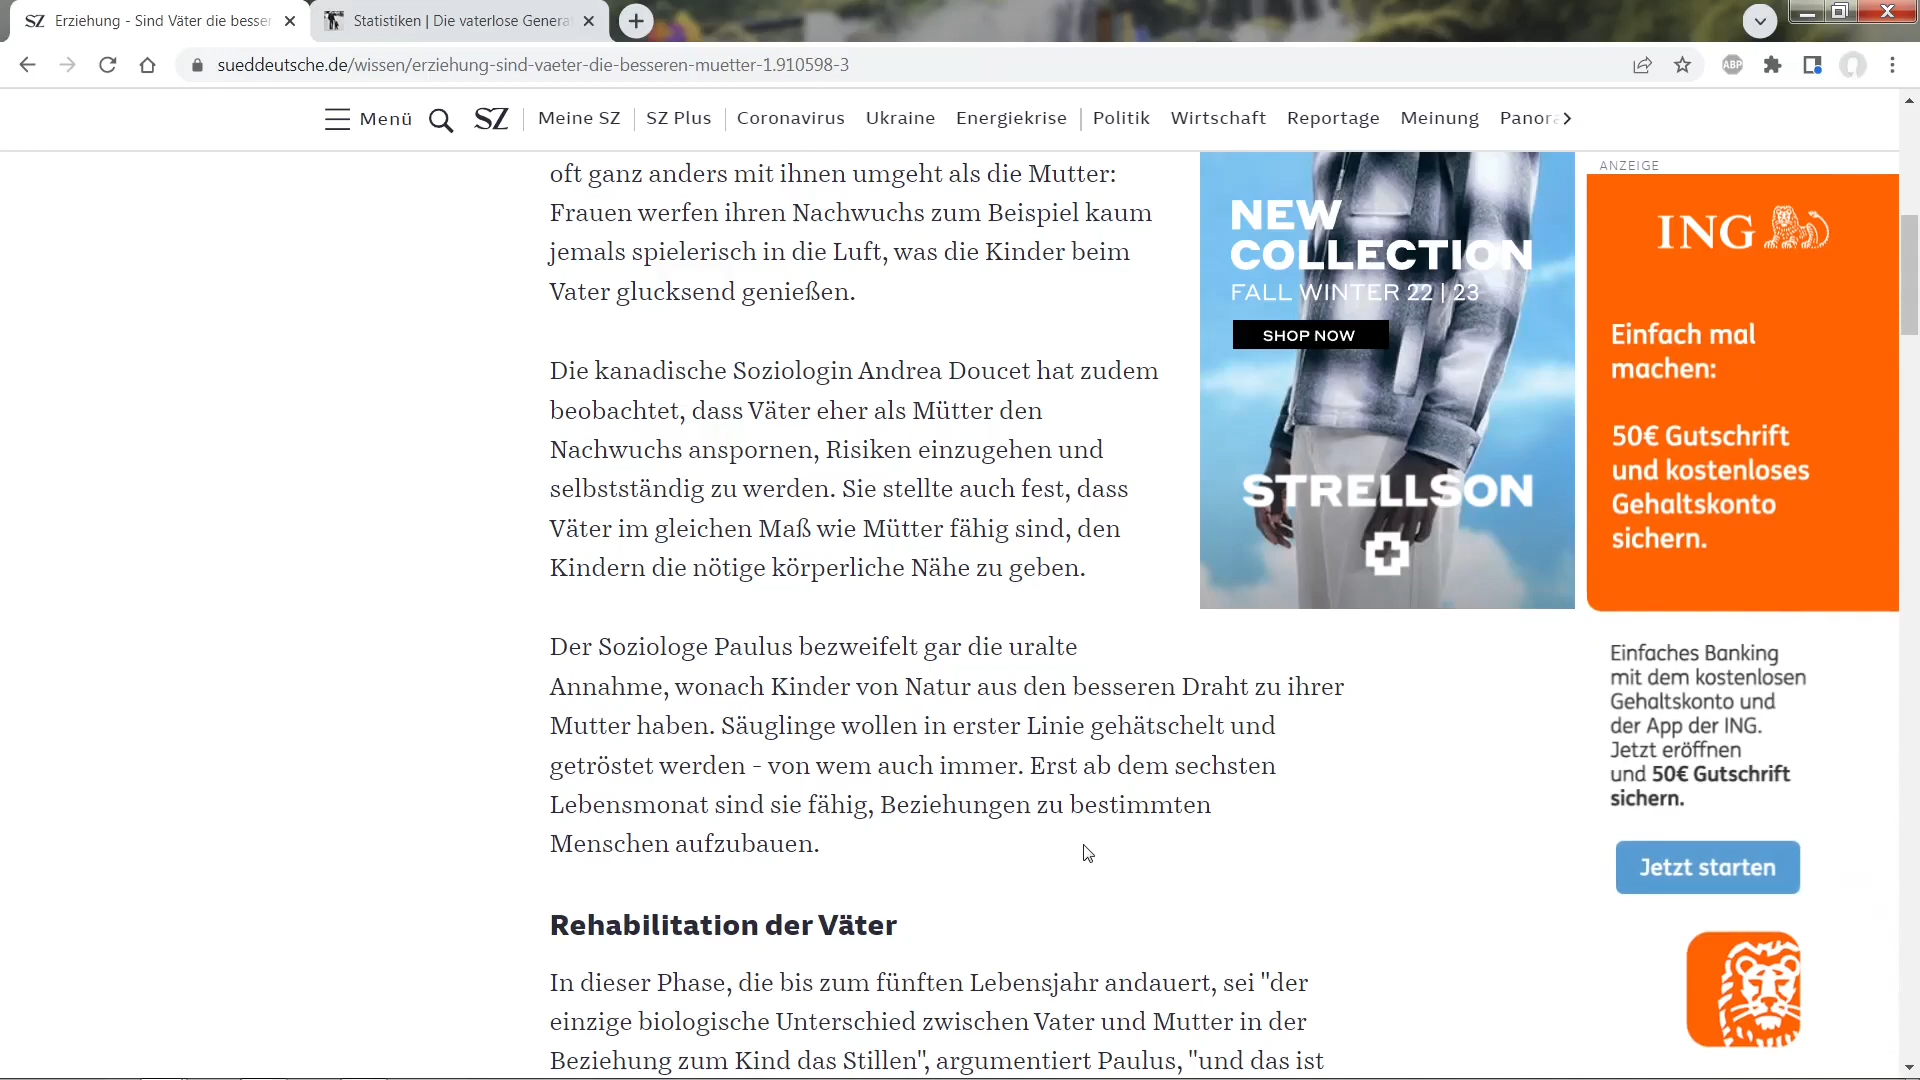 Erziehung - Sind Väter die besser
Statistiken | Die vaterlose Genera
sueddeutsche.de/wissen/erziehung-sind-vaeter-die-besseren-muetter-1.910598-3
ABP
Menü
SZ
Meine SZ
SZ Plus
Coronavirus
Ukraine
Energiekrise
Politik
Wirtschaft
Reportage
Meinung
Panor
oft ganz anders mit ihnen umgeht als die Mutter:
Frauen werfen ihren Nachwuchs zum Beispiel kaum
jemals spielerisch in die Luft, was die Kinder beim
Vater glucksend genießen.
Die kanadische Soziologin Andrea Doucet hat zudem
beobachtet, dass Väter eher als Mütter den
Nachwuchs anspornen, Risiken einzugehen und
selbstständig zu werden. Sie stellte auch fest, dass
Väter im gleichen Maß wie Mütter fähig sind, den
Kindern die nötige körperliche Nähe zu geben.
Der Soziologe Paulus bezweifelt gar die uralte
Annahme, wonach Kinder von Natur aus den besseren Draht zu ihrer
Mutter haben. Säuglinge wollen in erster Linie gehätschelt und
getröstet werden - von wem auch immer. Erst ab dem sechsten
Lebensmonat sind sie fähig, Beziehungen zu bestimmten
Menschen aufzubauen.
Rehabilitation der Väter
In dieser Phase, die bis zum fünften Lebensjahr andauert, sei "der
einzige biologische Unterschied zwischen Vater und Mutter in der
Beziehung zum Kind das Stillen", argumentiert Paulus, "und das ist
NEW
COLLECTION
FALL WINTER 22 | 23
SHOP NOW
STRELLSON
ANZEIGE
ING
Einfach mal
machen:
50€ Gutschrift
und kostenloses
Gehaltskonto
sichern.
Einfaches Banking
mit dem kostenlosen
Gehaltskonto und
der App der ING.
Jetzt eröffnen
und 50€ Gutschrift
sichern.
Jetzt starten